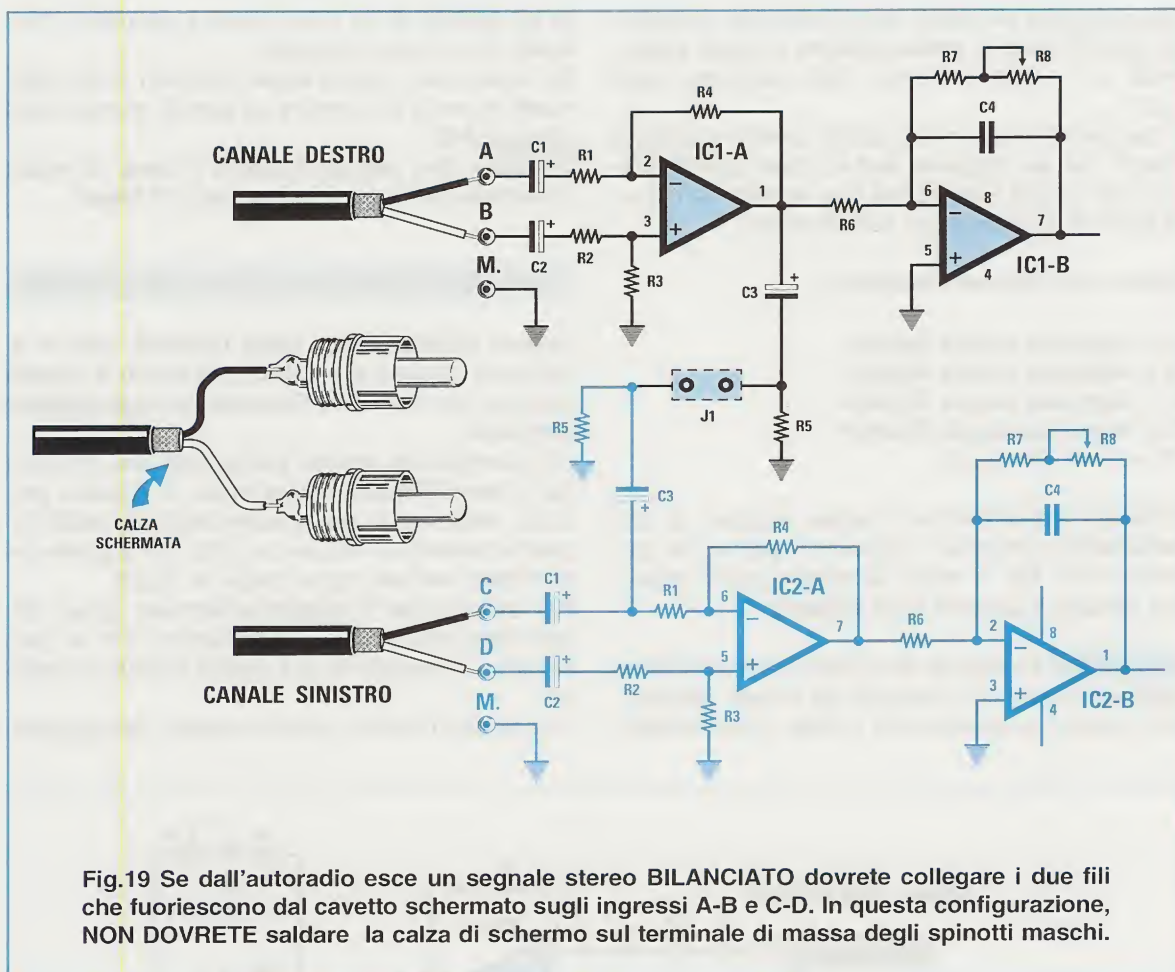 R7
R8
R4
C4
CANALE DESTRO
A
C1
+
R1
2
−
IC1-A
1
6
−
8
7
B
+
3
+
R6
5
+
4
IC1-B
C2
R2
R3
M.
C3
+
R5
J1
R5
R7
R8
C3
+
C4
CALZA
SCHERMATA
R4
C
C1
+
R1
6
−
IC2-A
7
R6
2
−
8
1
D
+
5
+
3
+
4
IC2-B
CANALE SINISTRO
C2
R2
R3
M.
Fig.19 Se dall'autoradio esce un segnale stereo BILANCIATO dovrete collegare i due fili
che fuoriescono dal cavetto schermato sugli ingressi A-B e C-D. In questa configurazione,
NON DOVRETE saldare la calza di schermo sul terminale di massa degli spinotti maschi.